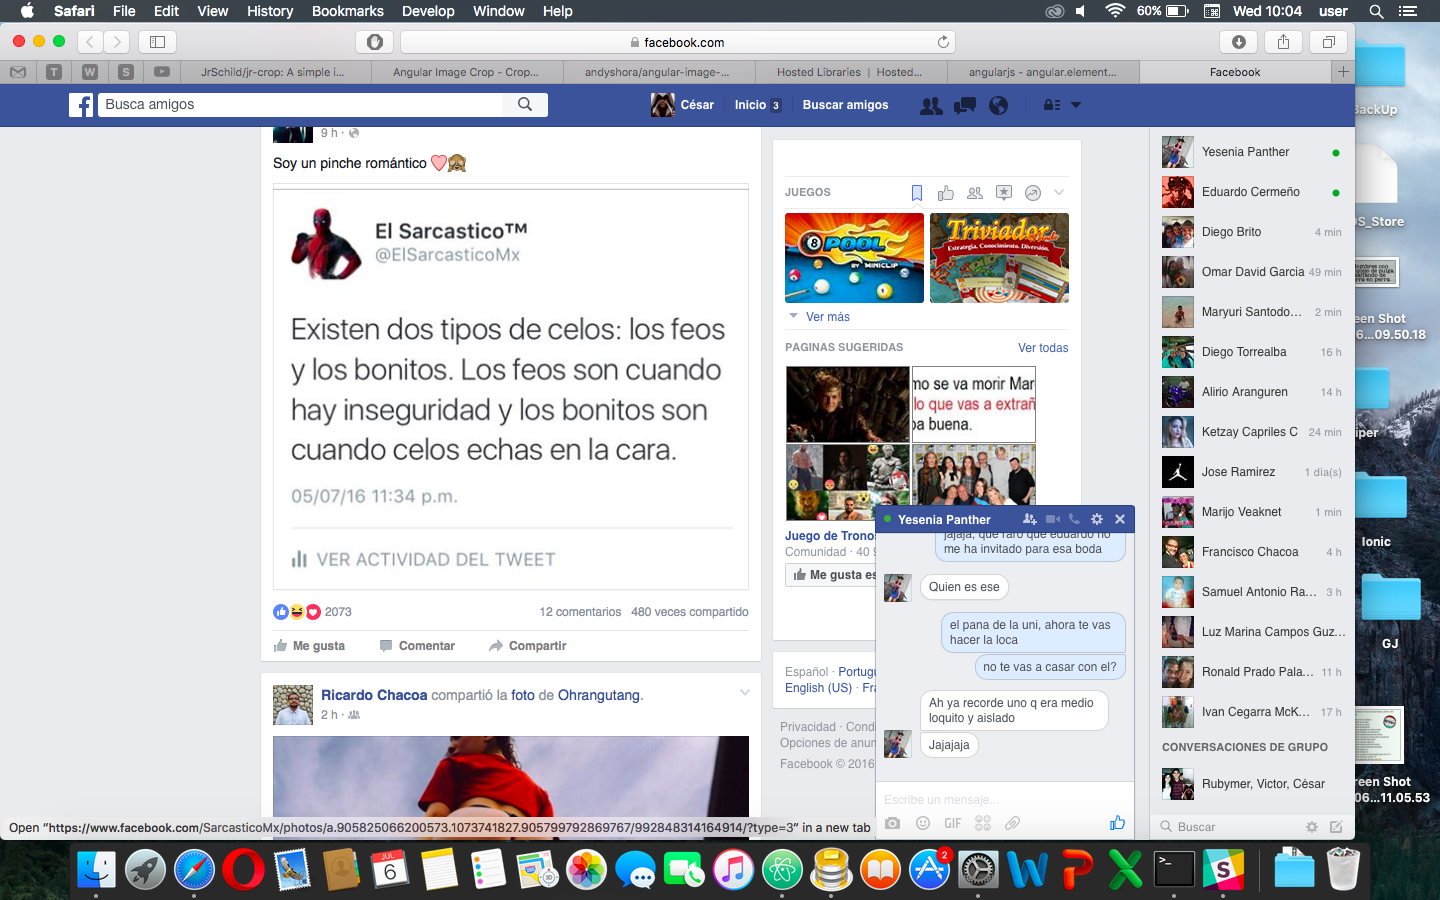 Safari File Edit View History Bookmarks Develop Window Help
60% Wed 10:04 user
facebook.com
T W S
JrSchild/jr-crop: A simple i...
Angular Image Crop - Crop...
andyshora/angular-image-...
Hosted Libraries | Hosted...
angularjs - angular.element...
Facebook
Busca amigos
César Inicio 3 Buscar amigos
9 h
Soy un pinche romántico
El Sarcastico™
@ElSarcasticoMx
Existen dos tipos de celos: los feos
y los bonitos. Los feos son cuando
hay inseguridad y los bonitos son
cuando celos echas en la cara.
05/07/16 11:34 p.m.
VER ACTIVIDAD DEL TWEET
2073 12 comentarios 480 veces compartido
Me gusta Comentar Compartir
Ricardo Chacoa compartió la foto de Ohrangutang.
2 h
JUEGOS
8 POOL
BY MINICLIP
Triviador
Estrategia. Conocimiento. Diversión.
Ver más
PÁGINAS SUGERIDAS Ver todas
mo se va morir Mar
lo que vas a extrañ
pa buena.
Juego de Tronos
Comunidad · 40
Me gusta es
Español · Portugu
English (US) · Fra
Privacidad · Condi
Opciones de anun
Facebook © 2016
Yesenia Panther
jajaja, que raro que eduardo no
me ha invitado para esa boda
Quien es ese
el pana de la uni, ahora te vas
hacer la loca
no te vas a casar con el?
Ah ya recorde uno q era medio
loquito y aislado
Jajajaja
Escribe un mensaje...
GIF
Yesenia Panther
Eduardo Cermeño
Diego Brito 4 min
Omar David Garcia 49 min
Maryuri Santodo... 2 min
Diego Torrealba 16 h
Alirio Aranguren 14 h
Ketzay Capriles C 24 min
Jose Ramirez 1 dia(s)
Marijo Veaknet 1 min
Francisco Chacoa 4 h
Samuel Antonio Ra... 3 h
Luz Marina Campos Guz...
Ronald Prado Pala... 11 h
Ivan Cegarra McK... 17 h
CONVERSACIONES DE GRUPO
Rubymer, Victor, César
Buscar
BackUp
DS_Store
een Shot
6...09.50.18
iper
Ionic
GJ
reen Shot
06...11.05.53
Open “https://www.facebook.com/SarcasticoMx/photos/a.905825066200573.1073741827.905799792869767/992848314164914/?type=3” in a new tab
JUL
6
2